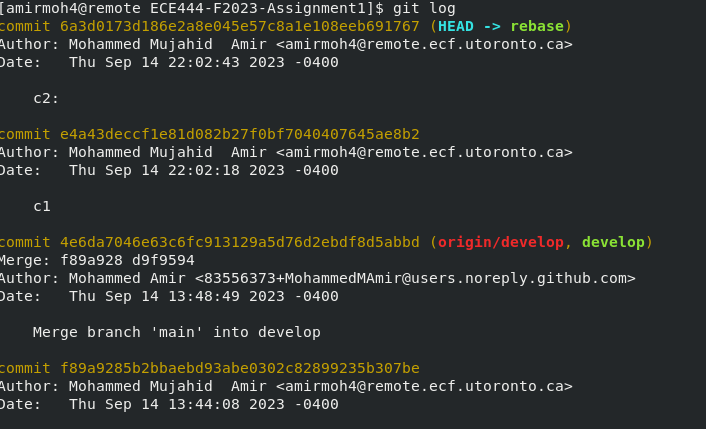 [amirmoh4@remote ECE444-F2023-Assignment1]$ git log
commit 6a3d0173d186e2a8e045e57c8a1e108eeb691767 (HEAD -> rebase)
Author: Mohammed Mujahid  Amir <amirmoh4@remote.ecf.utoronto.ca>
Date:   Thu Sep 14 22:02:43 2023 -0400
c2:
commit e4a43deccf1e81d082b27f0bf7040407645ae8b2
Author: Mohammed Mujahid  Amir <amirmoh4@remote.ecf.utoronto.ca>
Date:   Thu Sep 14 22:02:18 2023 -0400
c1
commit 4e6da7046e63c6fc913129a5d76d2ebdf8d5abbd (origin/develop, develop)
Merge: f89a928 d9f9594
Author: Mohammed Amir <83556373+MohammedMAmir@users.noreply.github.com>
Date:   Thu Sep 14 13:48:49 2023 -0400
Merge branch 'main' into develop
commit f89a9285b2bbaebd93abe0302c82899235b307be
Author: Mohammed Mujahid  Amir <amirmoh4@remote.ecf.utoronto.ca>
Date:   Thu Sep 14 13:44:08 2023 -0400